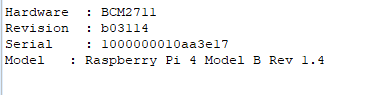 Hardware  : BCM2711
Revision  : b03114
Serial    : 1000000010aa3e17
Model   : Raspberry Pi 4 Model B Rev 1.4